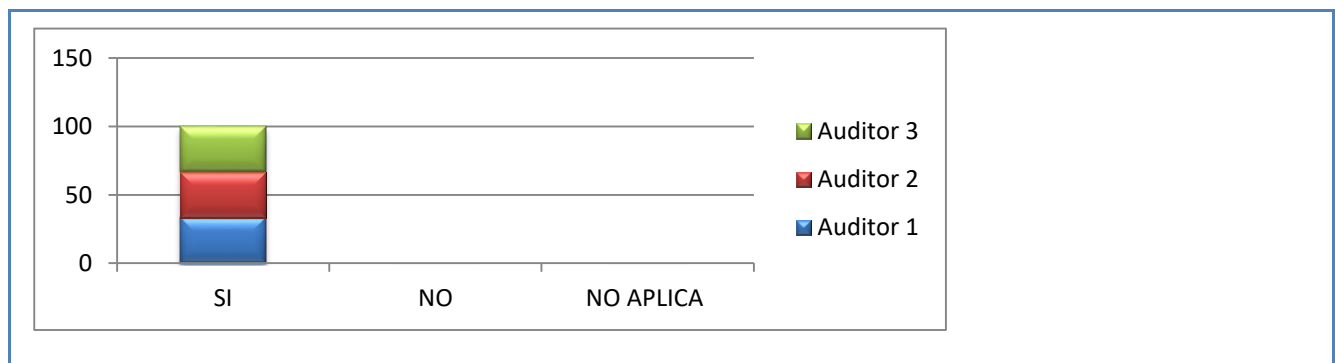 150
100
50
0
SI NO NO APLICA
Auditor 3
Auditor 2
Auditor 1